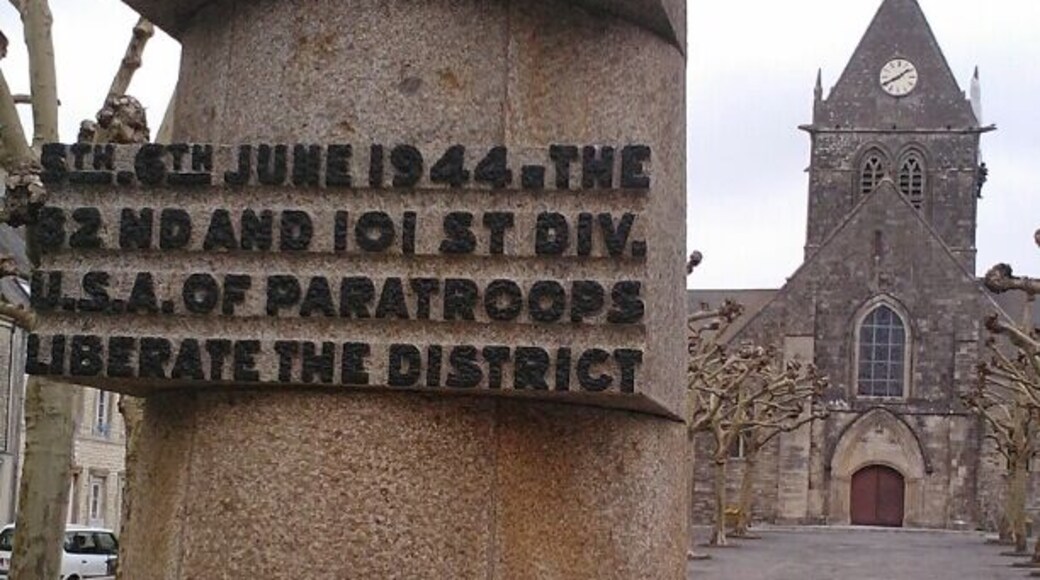 5TH.6TH JUNE 1944.THE
82 ND AND 101 ST DIV.
U.S.A. OF PARATROOPS
LIBERATE THE DISTRICT